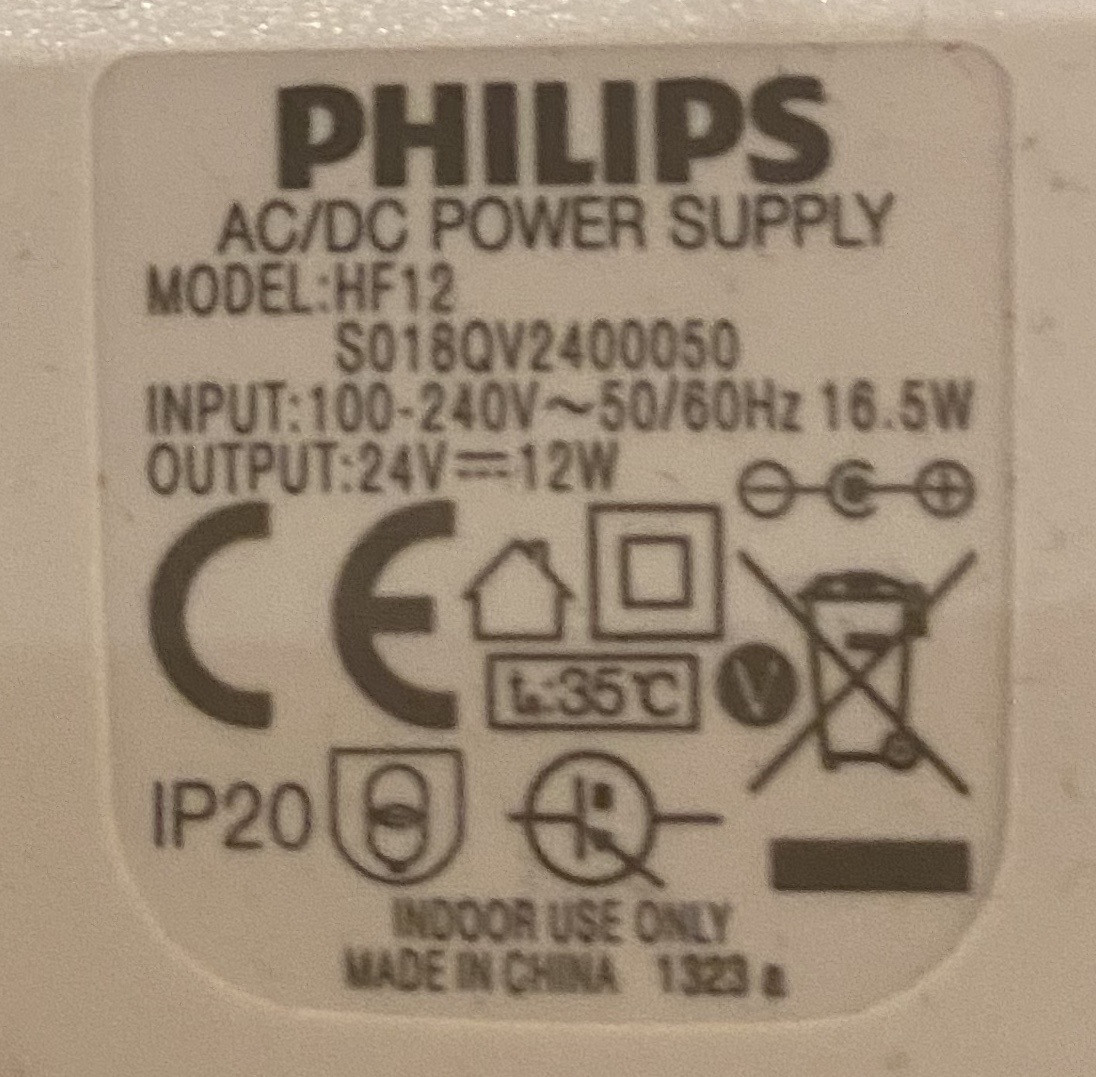 PHILIPS
AC/DC POWER SUPPLY
MODEL:HF12
S018QV2400050
INPUT:100-240V~50/60Hz 16.5W
OUTPUT:24V⎓12W
CE
ta:35℃
V
IP20
INDOOR USE ONLY
MADE IN CHINA 1323 a